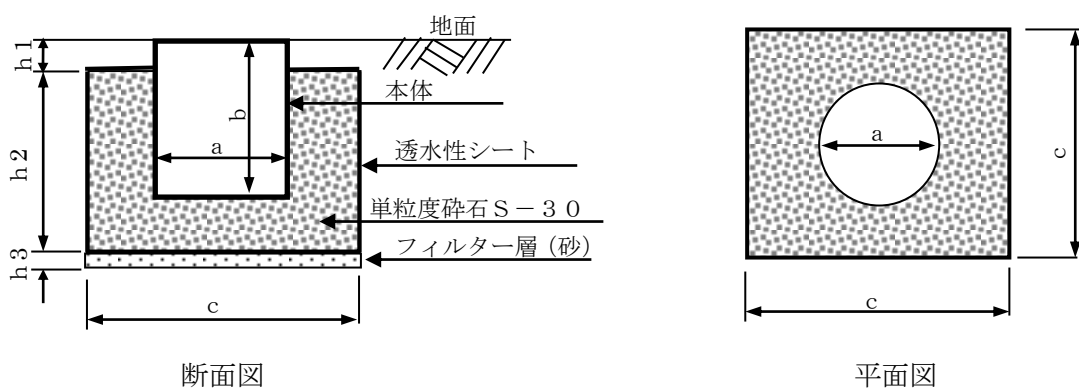 地面
h1
本体
b
a
透水性シート
h2
単粒度砕石S-30
フィルター層(砂)
h3
c
断面図
a
c
c
平面図